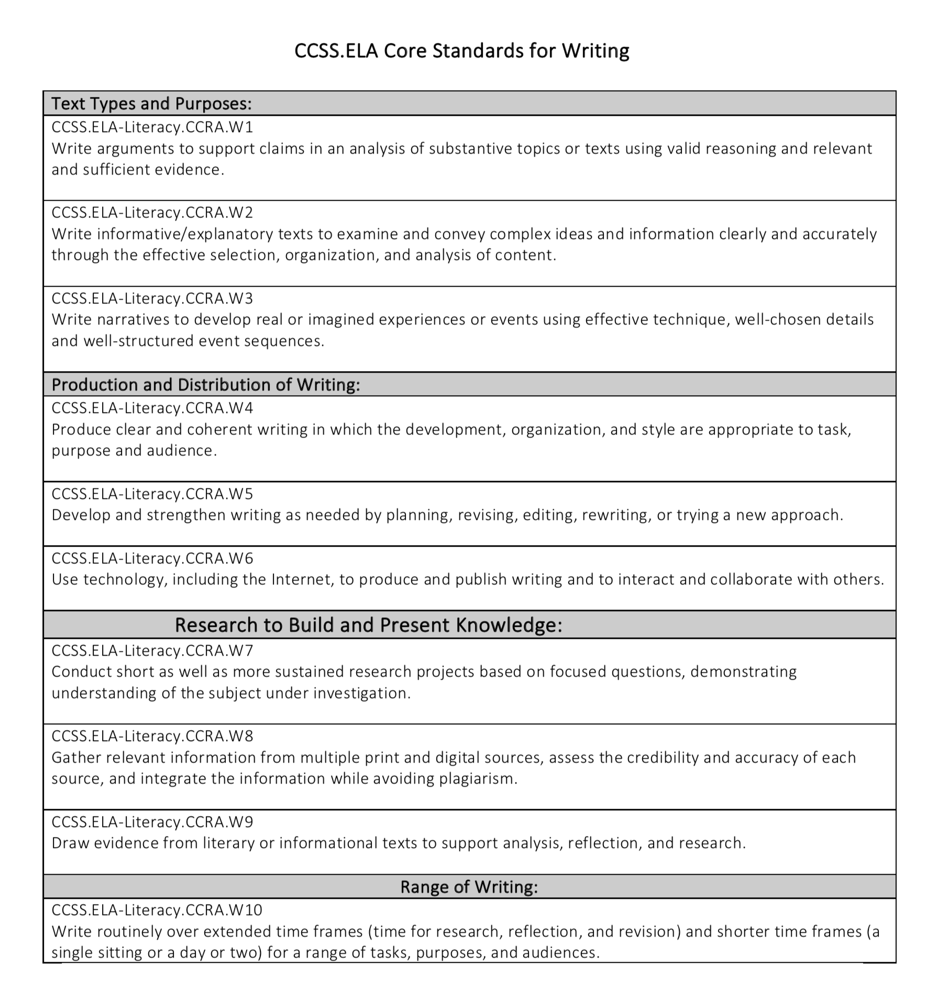 CCSS.ELA Core Standards for Writing
Text Types and Purposes:
CCSS.ELA-Literacy.CCRA.W1
Write arguments to support claims in an analysis of substantive topics or texts using valid reasoning and relevant
and sufficient evidence.
CCSS.ELA-Literacy.CCRA.W2
Write informative/explanatory texts to examine and convey complex ideas and information clearly and accurately
through the effective selection, organization, and analysis of content.
CCSS.ELA-Literacy.CCRA.W3
Write narratives to develop real or imagined experiences or events using effective technique, well-chosen details
and well-structured event sequences.
Production and Distribution of Writing:
CCSS.ELA-Literacy.CCRA.W4
Produce clear and coherent writing in which the development, organization, and style are appropriate to task,
purpose and audience.
CCSS.ELA-Literacy.CCRA.W5
Develop and strengthen writing as needed by planning, revising, editing, rewriting, or trying a new approach.
CCSS.ELA-Literacy.CCRA.W6
Use technology, including the Internet, to produce and publish writing and to interact and collaborate with others.
Research to Build and Present Knowledge:
CCSS.ELA-Literacy.CCRA.W7
Conduct short as well as more sustained research projects based on focused questions, demonstrating
understanding of the subject under investigation.
CCSS.ELA-Literacy.CCRA.W8
Gather relevant information from multiple print and digital sources, assess the credibility and accuracy of each
source, and integrate the information while avoiding plagiarism.
CCSS.ELA-Literacy.CCRA.W9
Draw evidence from literary or informational texts to support analysis, reflection, and research.
Range of Writing:
CCSS.ELA-Literacy.CCRA.W10
Write routinely over extended time frames (time for research, reflection, and revision) and shorter time frames (a
single sitting or a day or two) for a range of tasks, purposes, and audiences.